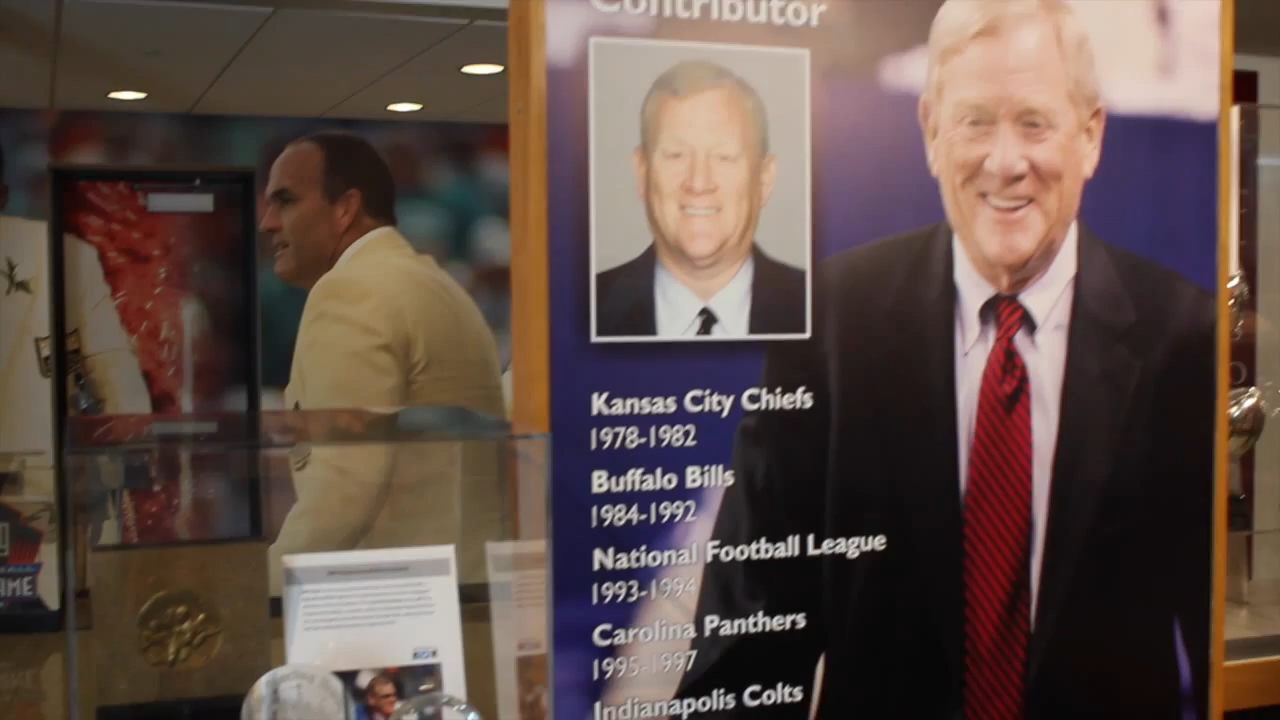 Contributor
Kansas City Chiefs
1978-1982
Buffalo Bills
1984-1992
National Football League
1993-1994
Carolina Panthers
1995-1997
Indianapolis Colts